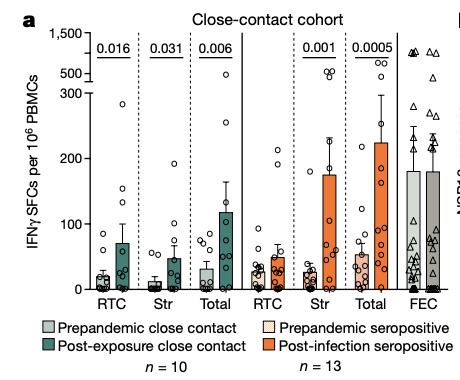 a
Close-contact cohort
1,500
1,000
500
300
200
100
0
IFNγ SFCs per 10⁶ PBMCs
0.016 0.031 0.006 0.001 0.0005
RTC Str Total RTC Str Total FEC
Prepandemic close contact
Post-exposure close contact
n = 10
Prepandemic seropositive
Post-infection seropositive
n = 13